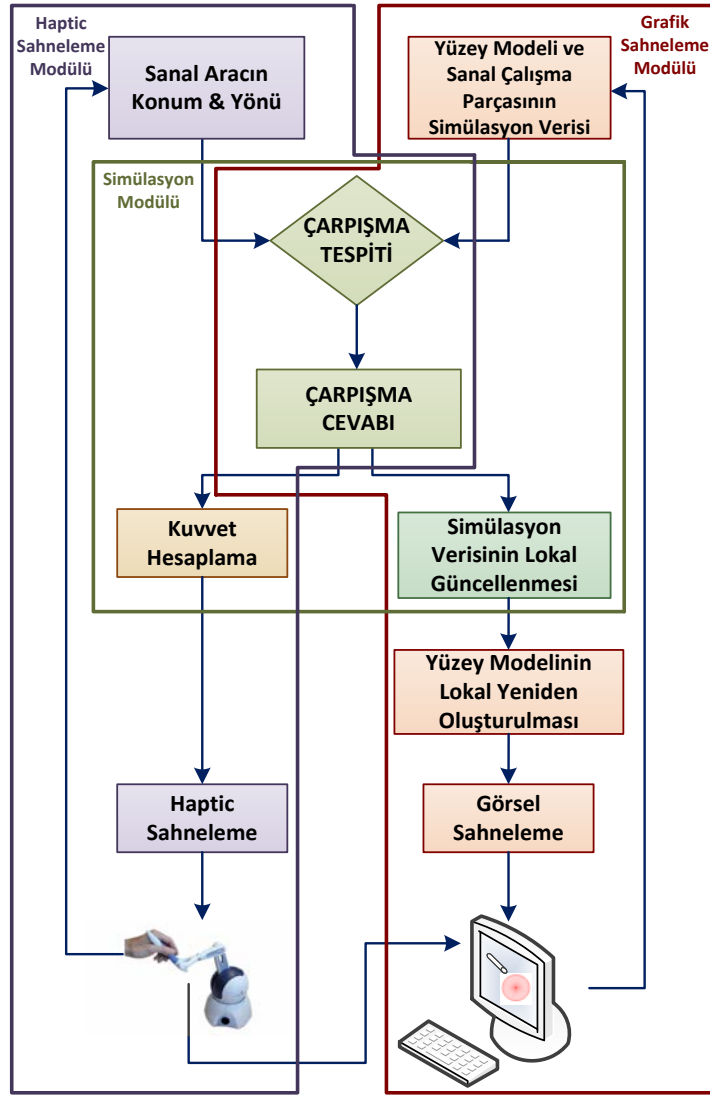 Haptic
Sahneleme
Modülü
Grafik
Sahneleme
Modülü
Sanal Aracın
Konum & Yönü
Yüzey Modeli ve
Sanal Çalışma
Parçasının
Simülasyon Verisi
Simülasyon
Modülü
ÇARPIŞMA
TESPİTİ
ÇARPIŞMA
CEVABI
Kuvvet
Hesaplama
Simülasyon
Verisinin Lokal
Güncellenmesi
Yüzey Modelinin
Lokal Yeniden
Oluşturulması
Haptic
Sahneleme
Görsel
Sahneleme